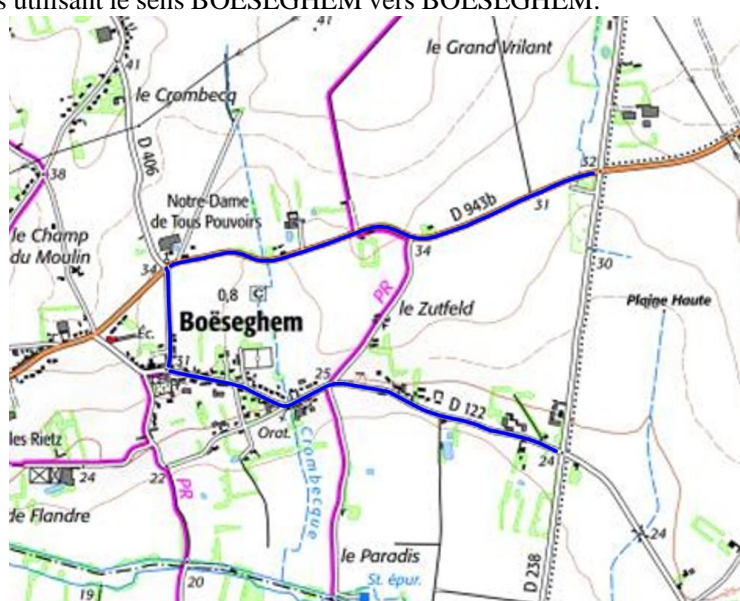 s utilisant le sens BOESEGHEM vers BOESEGHEM.
41
le Grand Vrilant
41
le Crombecq
D 406
38
32
Notre-Dame
de Tous Pouvoirs
D 943b
31
le Champ
du Moulin
34
34
30
PR
0,8 C
le Zutfeld
Plaine Haute
Boëseghem
Éc.
31
25
D 122
les Rietz
Orat.
24
24
22
Crombecque
PR
24
de Flandre
le Paradis
D 238
St. épur.
20
19